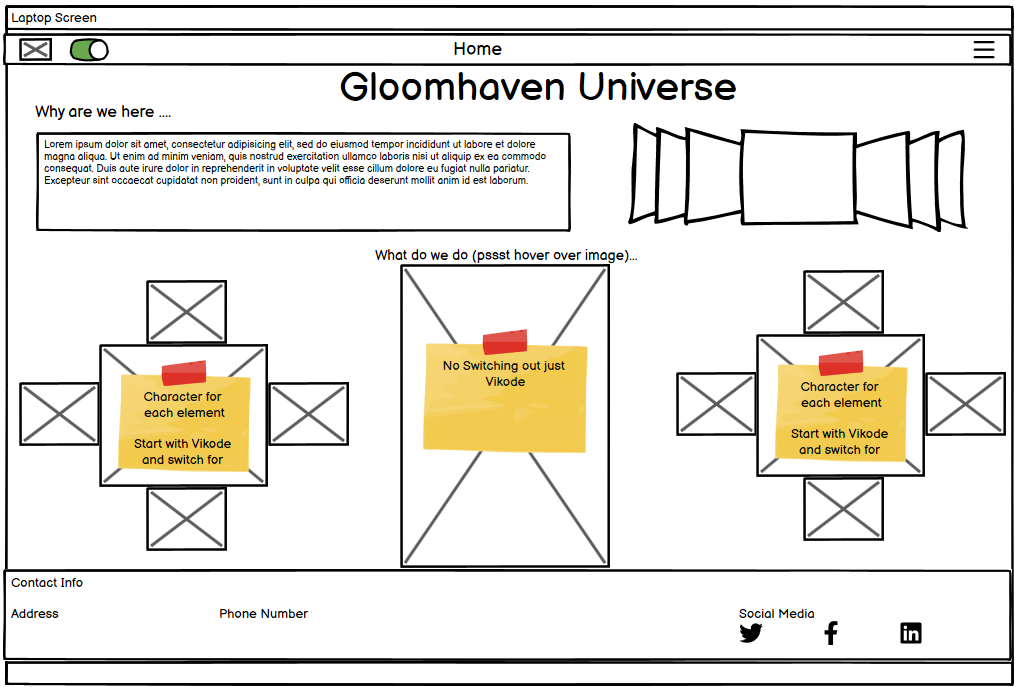 Laptop Screen
Home
Gloomhaven Universe
Why are we here ....
Lorem ipsum dolor sit amet, consectetur adipisicing elit, sed do eiusmod tempor incididunt ut labore et dolore
magna aliqua. Ut enim ad minim veniam, quis nostrud exercitation ullamco laboris nisi ut aliquip ex ea commodo
consequat. Duis aute irure dolor in reprehenderit in voluptate velit esse cillum dolore eu fugiat nulla pariatur.
Excepteur sint occaecat cupidatat non proident, sunt in culpa qui officia deserunt mollit anim id est laborum.
What do we do (pssst hover over image)...
Character for
each element
Start with Vikode
and switch for
No Switching out just
Vikode
Character for
each element
Start with Vikode
and switch for
Contact Info
Address
Phone Number
Social Media